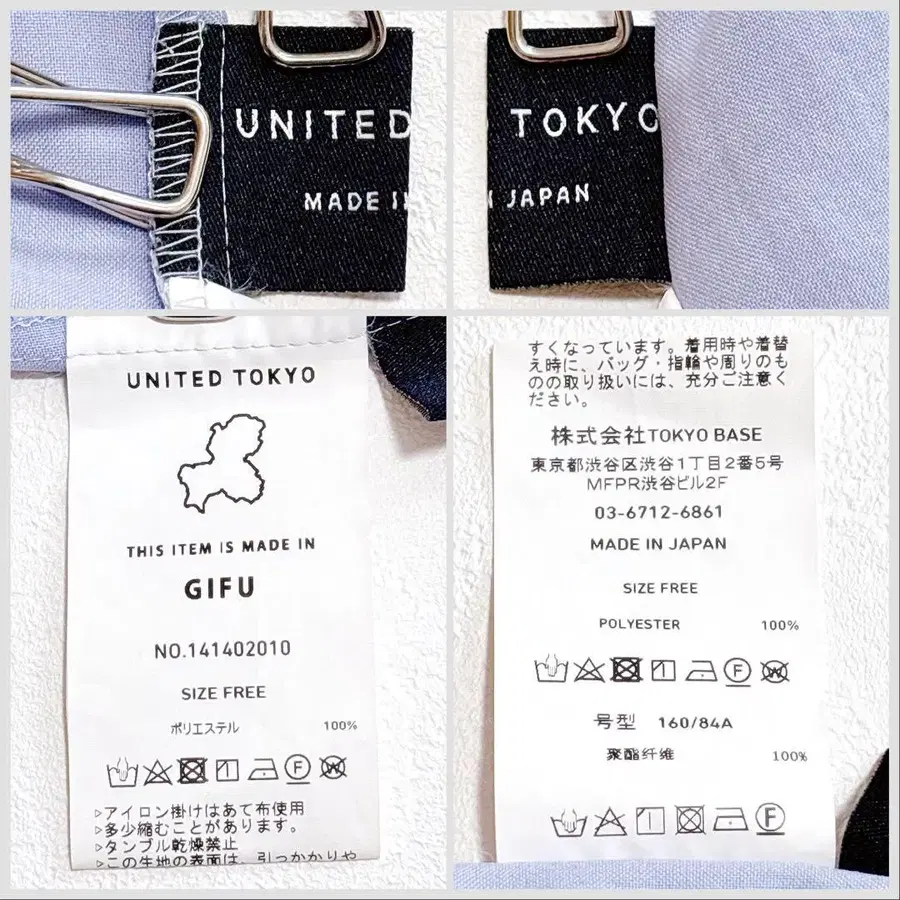 UNITED
MADE IN
TOKYO
N JAPAN
UNITED TOKYO
THIS ITEM IS MADE IN
GIFU
NO.141402010
SIZE FREE
ポリエステル 100%
F W
▷アイロン掛けはあて布使用
▷多少縮むことがあります。
▷タンブル乾燥禁止
▷この生地の表面は、引っかかりや
すくなっています。着用時や着替
え時に、バッグ・指輪や周りのも
のの取り扱いには、充分ご注意く
ださい。
株式会社TOKYO BASE
東京都渋谷区渋谷1丁目2番5号
MFPR渋谷ビル2F
03-6712-6861
MADE IN JAPAN
SIZE FREE
POLYESTER 100%
F W
号型 160/84A
聚酯纤维 100%
F